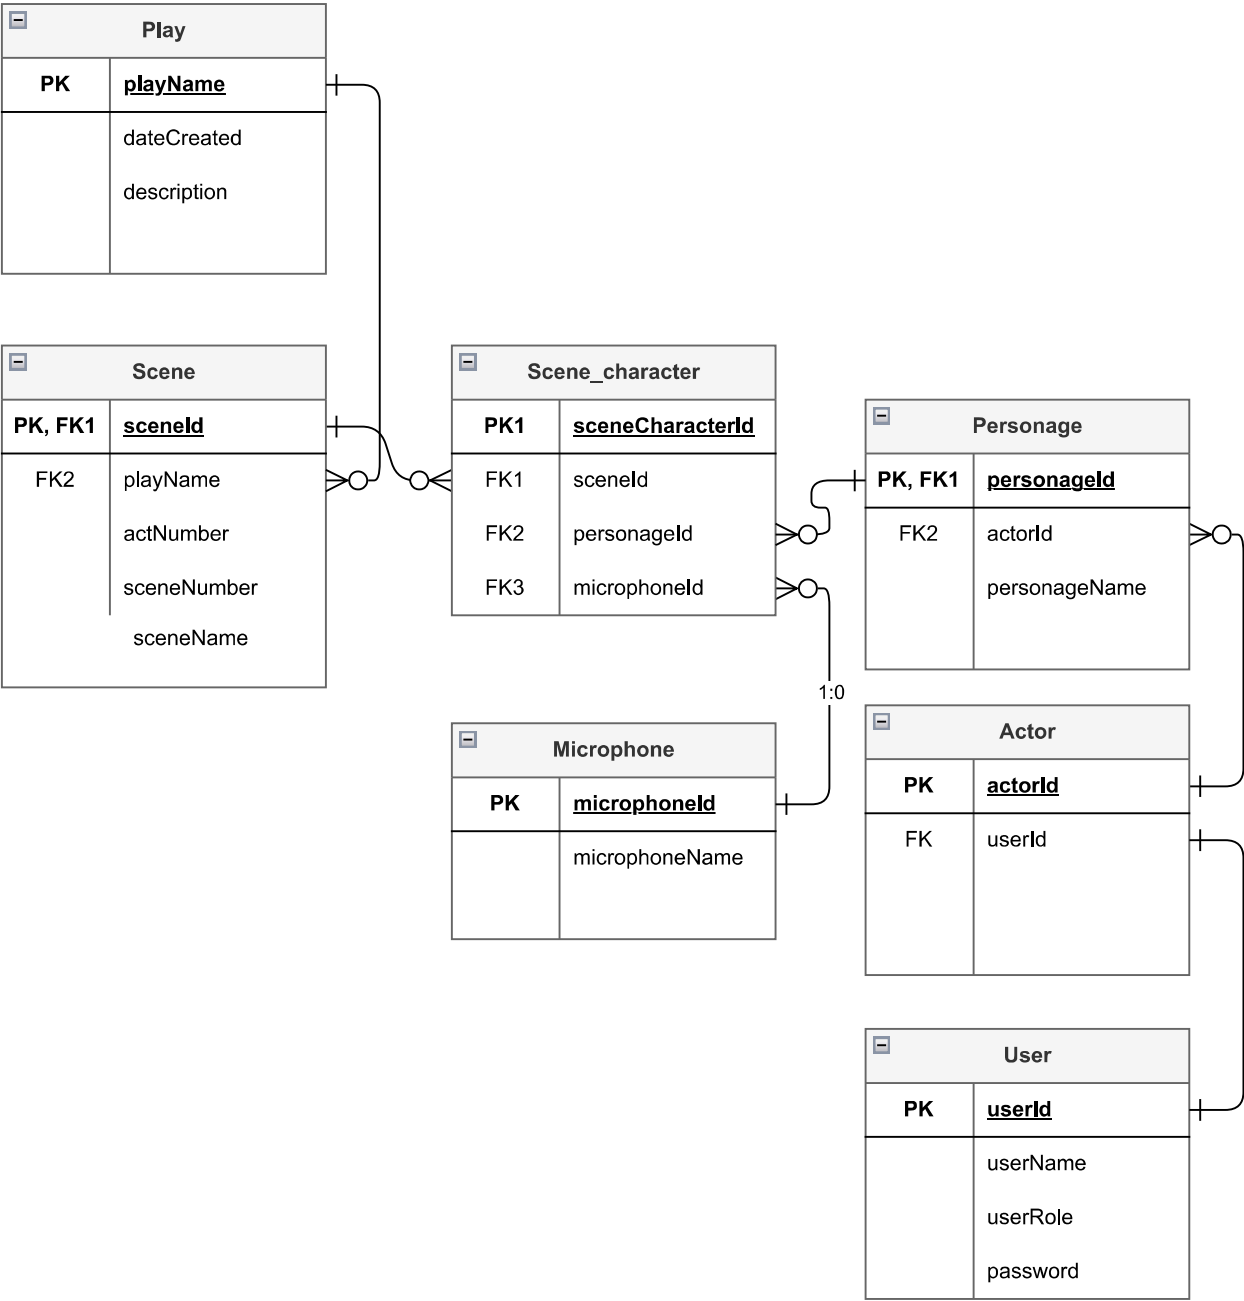 Play
PK playName
dateCreated
description
Scene
PK, FK1 sceneId
FK2 playName
actNumber
sceneNumber
sceneName
Scene_character
PK1 sceneCharacterId
FK1 sceneId
FK2 personageId
FK3 microphoneId
1:0
Microphone
PK microphoneId
microphoneName
Personage
PK, FK1 personageId
FK2 actorId
personageName
Actor
PK actorId
FK userId
User
PK userId
userName
userRole
password